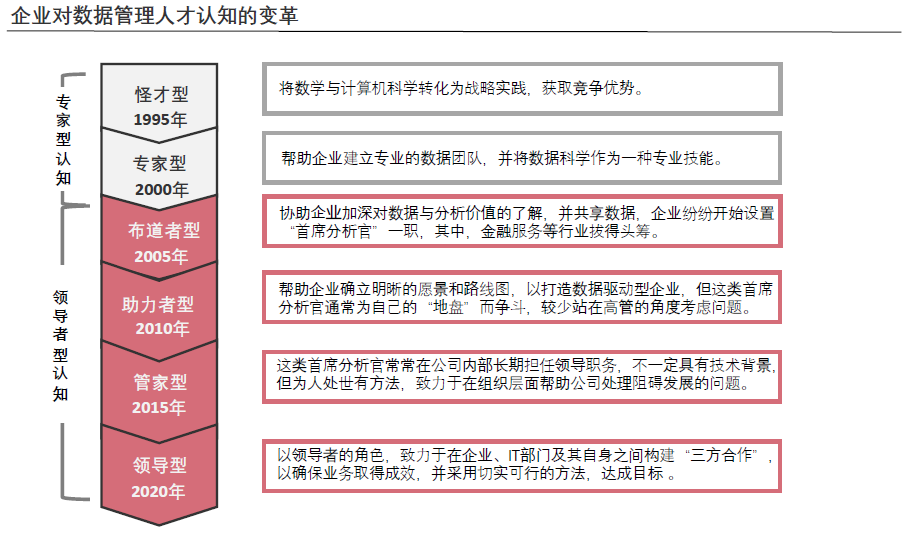 企业对数据管理人才认知的变革
专家型认知
怪才型
1995年
将数学与计算机科学转化为战略实践，获取竞争优势。
专家型
2000年
帮助企业建立专业的数据团队，并将数据科学作为一种专业技能。
领导者型认知
布道者型
2005年
协助企业加深对数据与分析价值的了解，并共享数据，企业纷纷开始设置
“首席分析官”一职，其中，金融服务等行业拔得头筹。
助力者型
2010年
帮助企业确立明晰的愿景和路线图，以打造数据驱动型企业，但这类首席
分析官通常为自己的“地盘”而争斗，较少站在高管的角度考虑问题。
管家型
2015年
这类首席分析官常常在公司内部长期担任领导职务，不一定具有技术背景，
但为人处世有方法，致力于在组织层面帮助公司处理阻碍发展的问题。
领导型
2020年
以领导者的角色，致力于在企业、IT部门及其自身之间构建“三方合作”，
以确保业务取得成效，并采用切实可行的方法，达成目标 。